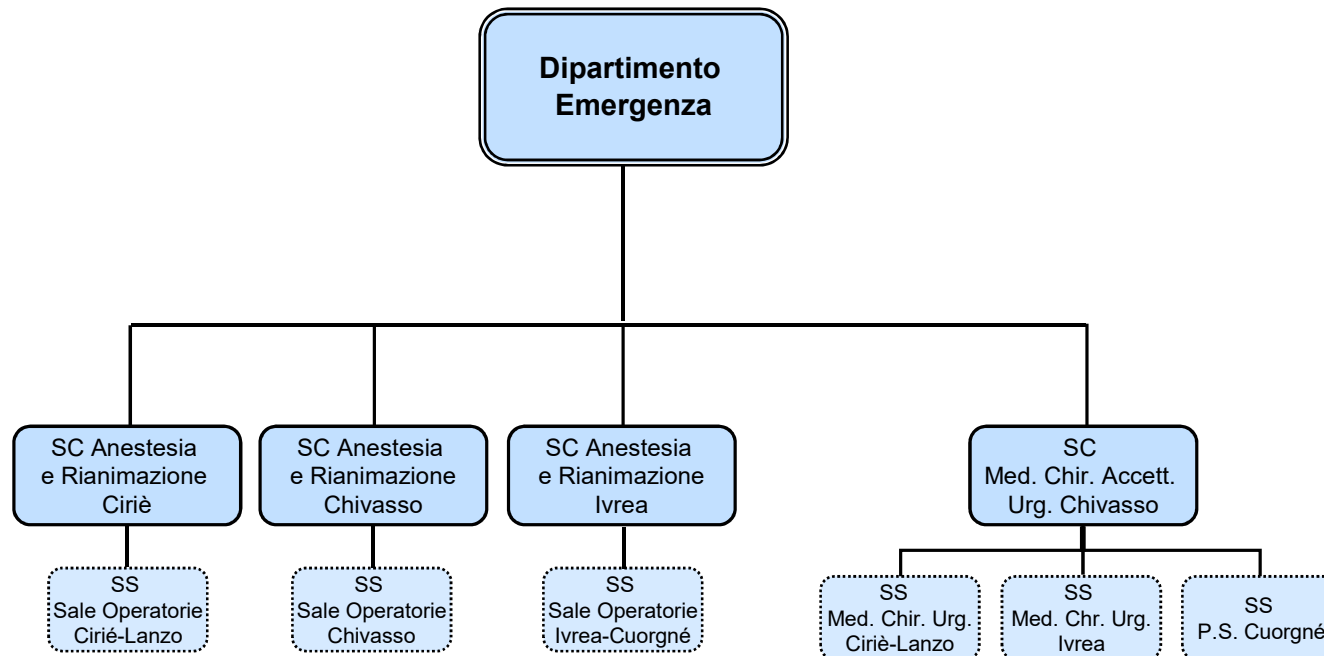 Dipartimento
Emergenza
SC Anestesia
e Rianimazione
Ciriè
SC Anestesia
e Rianimazione
Chivasso
SC Anestesia
e Rianimazione
Ivrea
SC
Med. Chir. Accett.
Urg. Chivasso
SS
Sale Operatorie
Cirié-Lanzo
SS
Sale Operatorie
Chivasso
SS
Sale Operatorie
Ivrea-Cuorgné
SS
Med. Chir. Urg.
Ciriè-Lanzo
SS
Med. Chr. Urg.
Ivrea
SS
P.S. Cuorgné